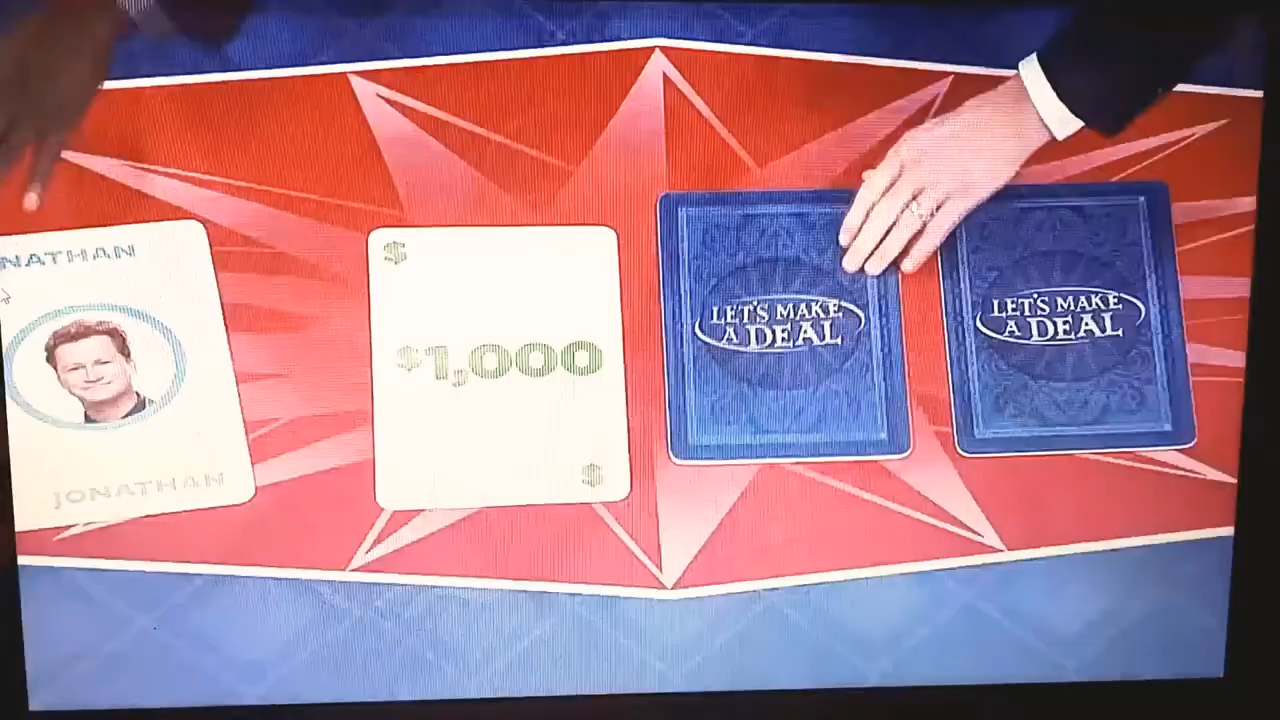 NATHAN
JONATHAN
$
$1,000
$
LET'S MAKE
A DEAL
LET'S MAKE
A DEAL